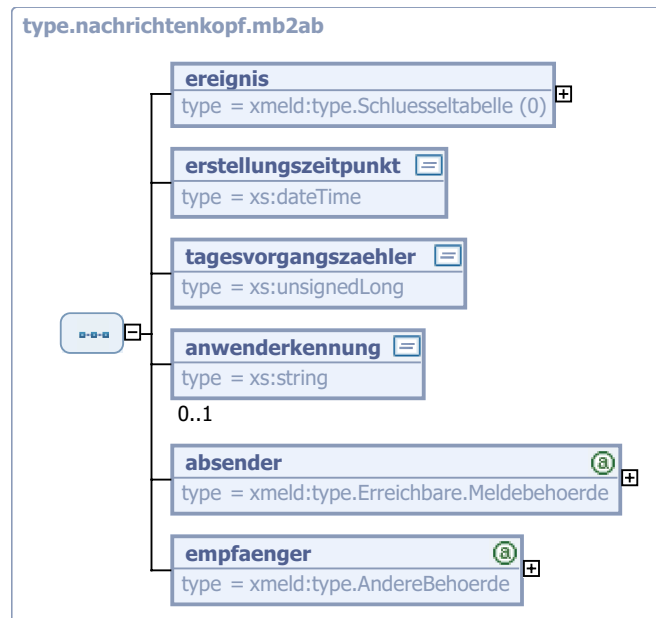 type.nachrichtenkopf.mb2ab
ereignis
type = xmeld:type.Schluesseltabelle (0)
erstellungszeitpunkt
type = xs:dateTime
tagesvorgangszaehler
type = xs:unsignedLong
anwenderkennung
type = xs:string
0..1
absender
type = xmeld:type.Erreichbare.Meldebehoerde
empfaenger
type = xmeld:type.AndereBehoerde